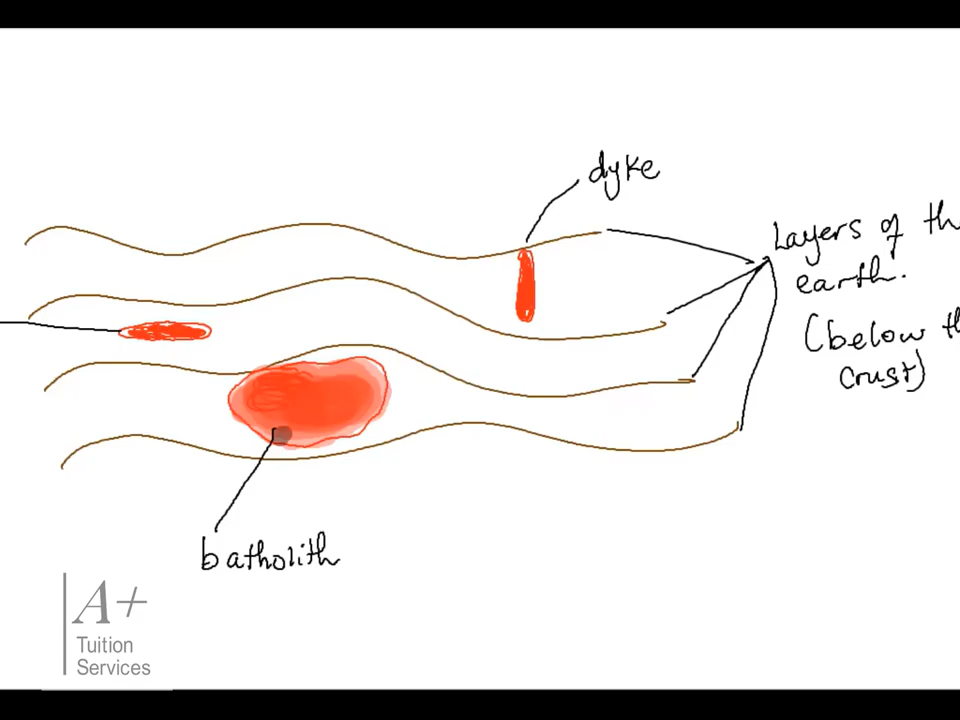 dyke
Layers of th
earth.
(below th
crust)
batholith
A+
Tuition
Services